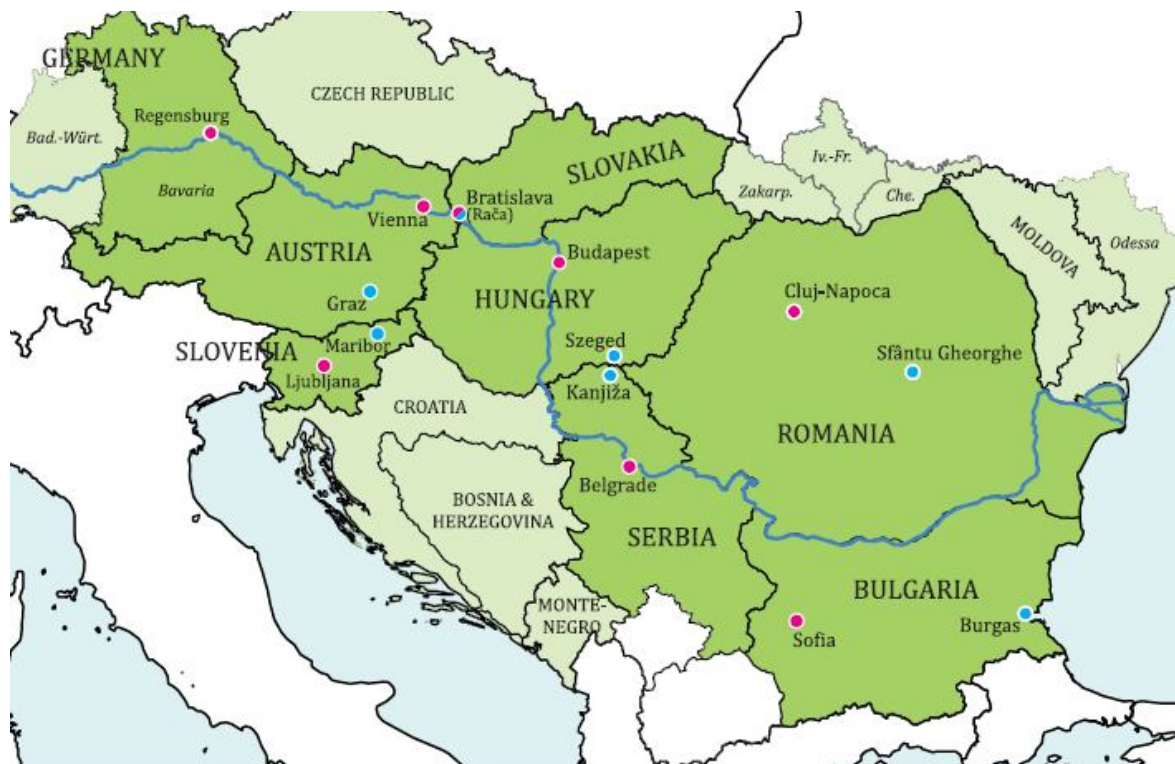 GERMANY
CZECH REPUBLIC
Regensburg
Bad.-Würt.
Bavaria
SLOVAKIA
Iv.-Fr.
Zakarp.
Che.
Bratislava
(Rača)
Vienna
MOLDOVA
Odessa
AUSTRIA
Budapest
HUNGARY
Graz
Cluj-Napoca
Szeged
Sfântu Gheorghe
SLOVENIA
Maribor
Ljubljana
Kanjiža
CROATIA
ROMANIA
Belgrade
BOSNIA &
HERZEGOVINA
SERBIA
BULGARIA
MONTE-
NEGRO
Sofia
Burgas